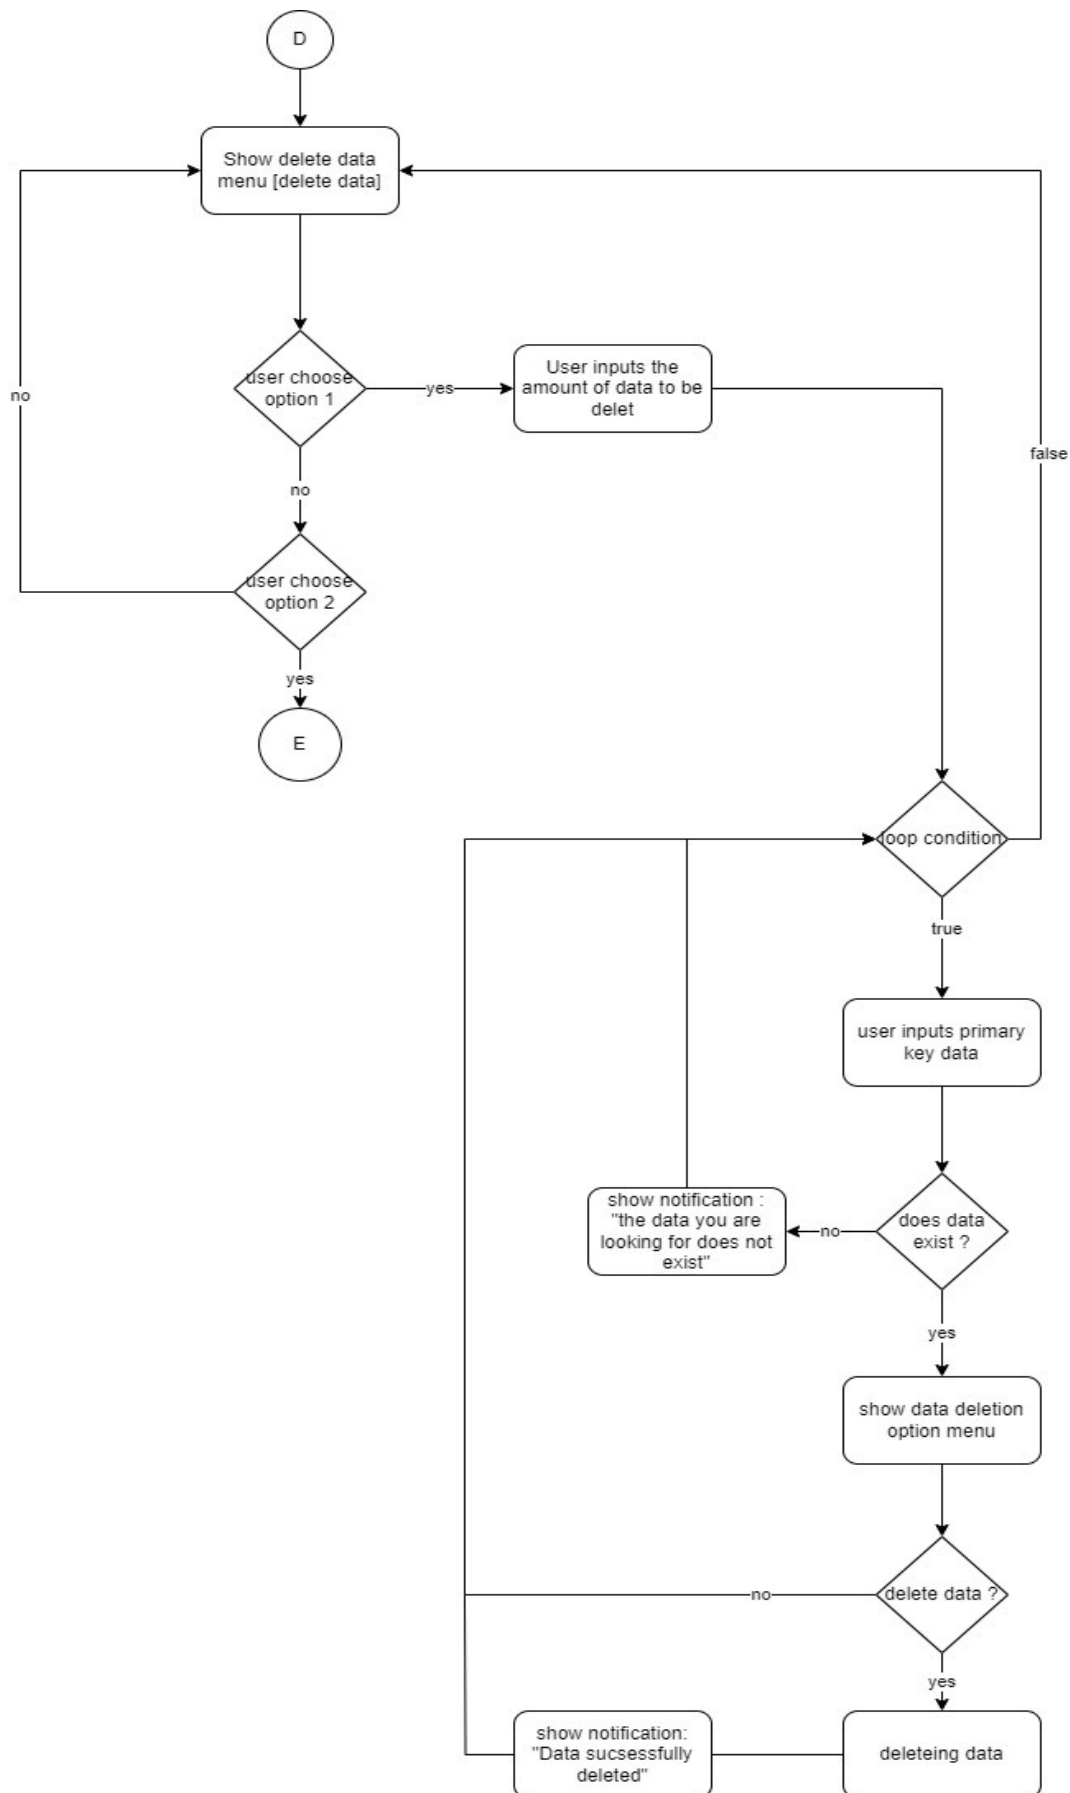 D
Show delete data
menu [delete data]
user choose
option 1
yes
User inputs the
amount of data to be
delet
no
false
no
user choose
option 2
yes
E
loop condition
true
user inputs primary
key data
show notification :
"the data you are
looking for does not
exist"
no
does data
exist ?
yes
show data deletion
option menu
no
delete data ?
yes
show notification:
"Data sucsessfully
deleted"
deleteing data